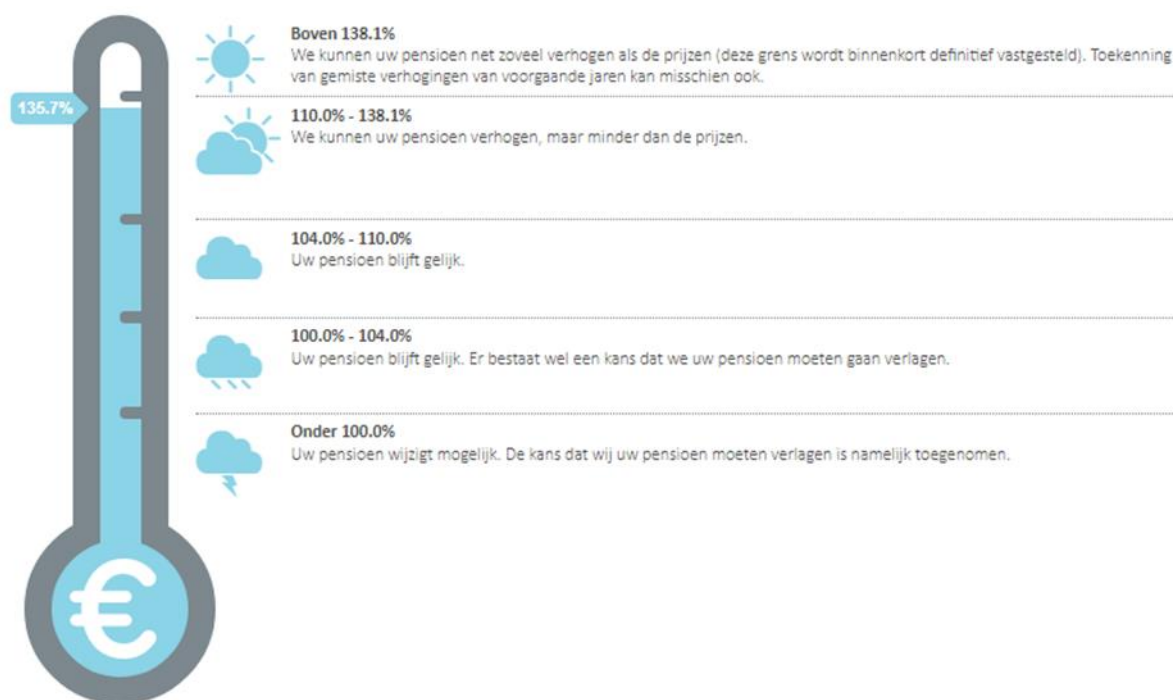 Boven 138.1%
We kunnen uw pensioen net zoveel verhogen als de prijzen (deze grens wordt binnenkort definitief vastgesteld). Toekenning
van gemiste verhogingen van voorgaande jaren kan misschien ook.
135.7%
110.0% - 138.1%
We kunnen uw pensioen verhogen, maar minder dan de prijzen.
104.0% - 110.0%
Uw pensioen blijft gelijk.
100.0% - 104.0%
Uw pensioen blijft gelijk. Er bestaat wel een kans dat we uw pensioen moeten gaan verlagen.
Onder 100.0%
Uw pensioen wijzigt mogelijk. De kans dat wij uw pensioen moeten verlagen is namelijk toegenomen.
€